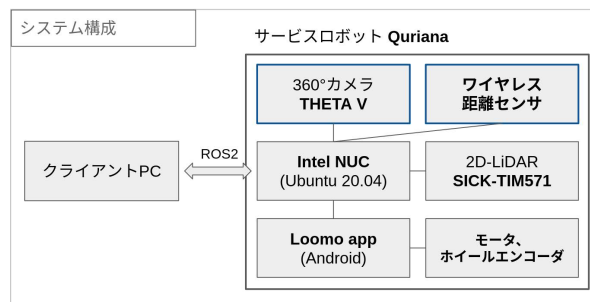 システム構成
サービスロボット Quriana
360°カメラ
THETA V
ワイヤレス
距離センサ
クライアントPC
ROS2
Intel NUC
(Ubuntu 20.04)
2D-LiDAR
SICK-TIM571
Loomo app
(Android)
モータ、
ホイールエンコーダ